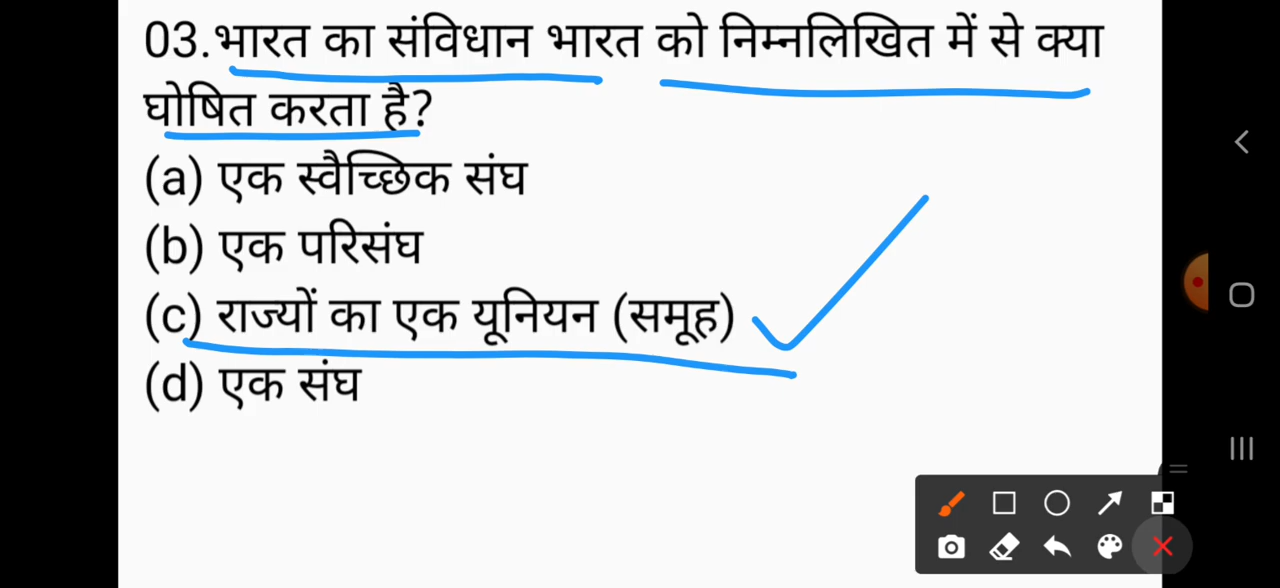 03.भारत का संविधान भारत को निम्नलिखित में से क्या
घोषित करता है?
(a) एक स्वैच्छिक संघ
(b) एक परिसंघ
(c) राज्यों का एक यूनियन (समूह)
(d) एक संघ